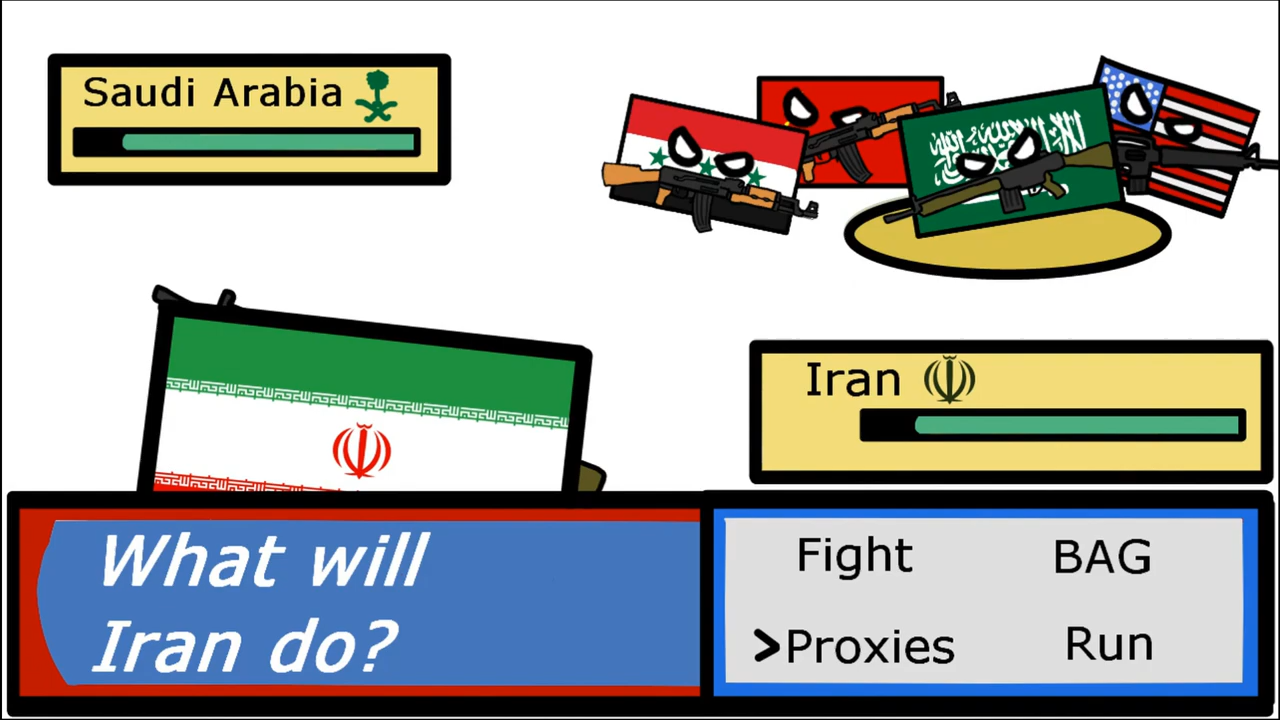 Saudi Arabia
Iran
What will
Iran do?
Fight BAG
>Proxies Run